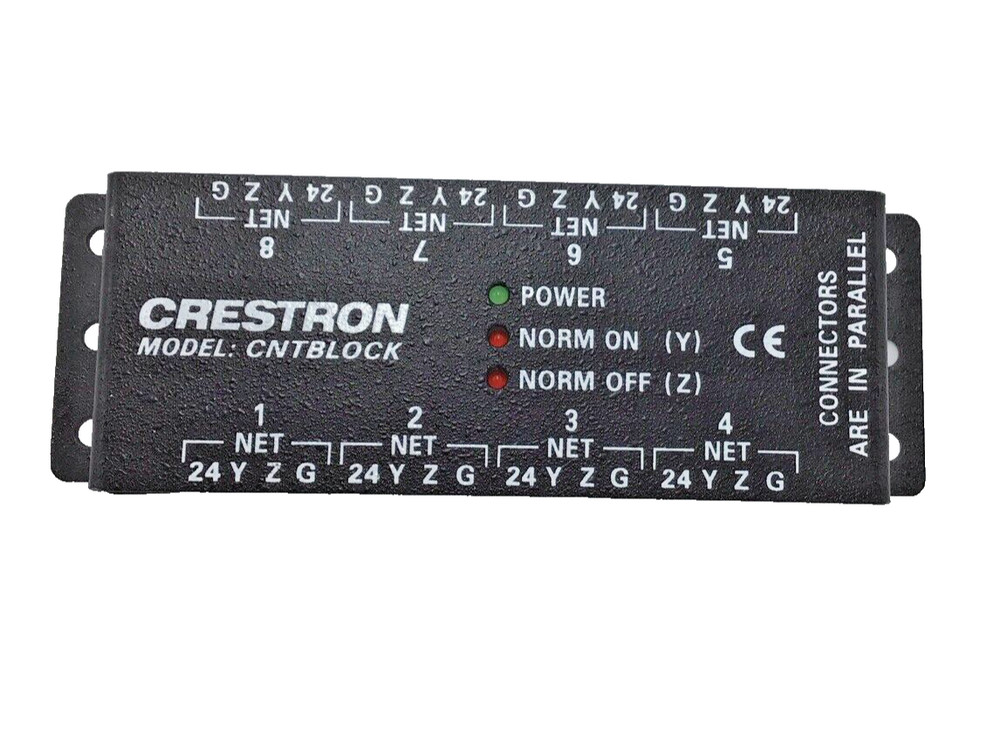 G Z Y 24 G Z Y 24 G Z Y 24 G Z Y 24
NET NET NET NET
8 7 6 5
CRESTRON
MODEL: CNTBLOCK
POWER
NORM ON (Y)
NORM OFF (Z)
CE
CONNECTORS
ARE IN PARALLEL
1 2 3 4
NET NET NET NET
24 Y Z G 24 Y Z G 24 Y Z G 24 Y Z G